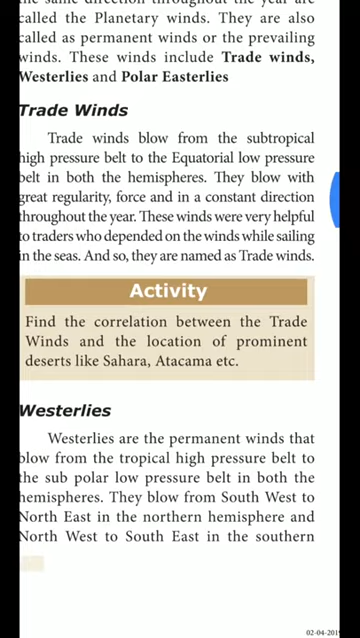 the same direction throughout the year are
called the Planetary winds. They are also
called as permanent winds or the prevailing
winds. These winds include Trade winds,
Westerlies and Polar Easterlies
Trade Winds
Trade winds blow from the subtropical
high pressure belt to the Equatorial low pressure
belt in both the hemispheres. They blow with
great regularity, force and in a constant direction
throughout the year. These winds were very helpful
to traders who depended on the winds while sailing
in the seas. And so, they are named as Trade winds.
Activity
Find the correlation between the Trade
Winds and the location of prominent
deserts like Sahara, Atacama etc.
Westerlies
Westerlies are the permanent winds that
blow from the tropical high pressure belt to
the sub polar low pressure belt in both the
hemispheres. They blow from South West to
North East in the northern hemisphere and
North West to South East in the southern
02-04-201